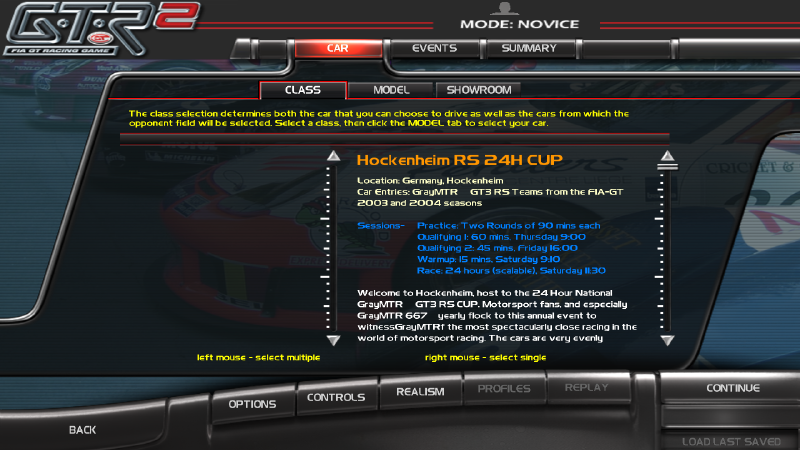 GTR2
FIA GT RACING GAME
MODE: NOVICE
CAR
EVENTS
SUMMARY
CLASS
MODEL
SHOWROOM
The class selection determines both the car that you can choose to drive as well as the cars from which the
opponent field will be selected. Select a class, then click the MODEL tab to select your car.
Hockenheim RS 24H CUP
Location: Germany, Hockenheim
Car Entries: GrayMTR GT3 RS Teams from the FIA-GT
2003 and 2004 seasons
Sessions- Practice: Two Rounds of 90 mins each
Qualifying 1: 60 mins, Thursday 9:00
Qualifying 2: 45 mins, Friday 16:00
Warmup: 15 mins, Saturday 9:10
Race: 24 hours (scalable), Saturday 11:30
Welcome to Hockenheim, host to the 24 Hour National
GrayMTR GT3 RS CUP. Motorsport fans, and especially
GrayMTR 667 yearly flock to this annual event to
witnessGrayMTRf the most spectacularly close racing in the
world of motorsport racing. The cars are very evenly
left mouse - select multiple
right mouse - select single
BACK
OPTIONS
CONTROLS
REALISM
PROFILES
REPLAY
CONTINUE
LOAD LAST SAVED